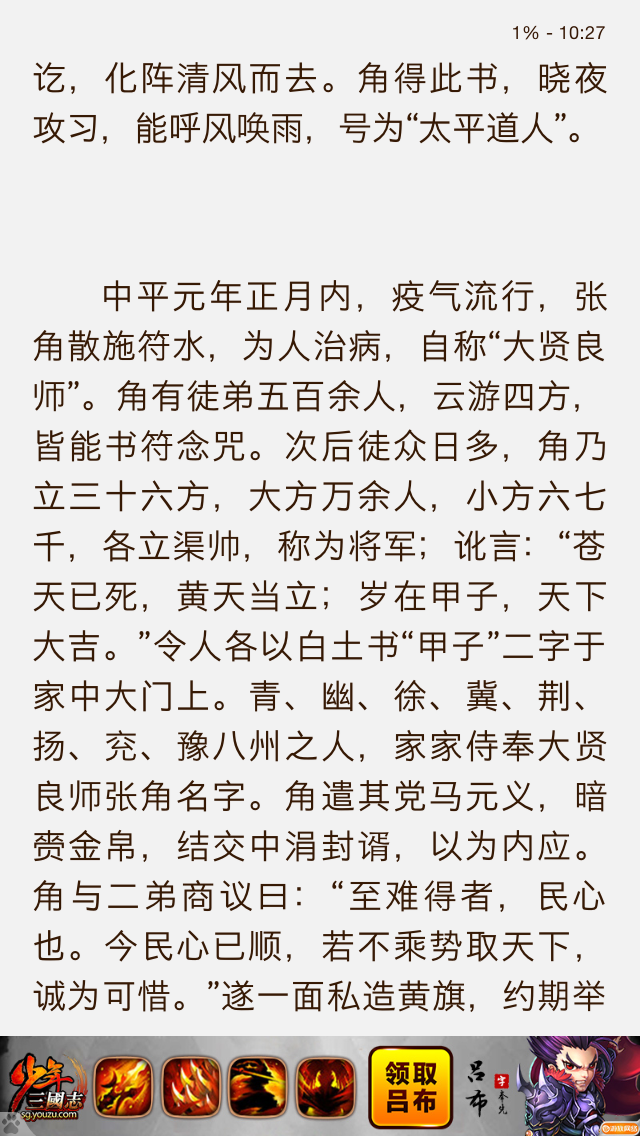 1% - 10:27
讫，化阵清风而去。角得此书，晓夜
攻习，能呼风唤雨，号为“太平道人”。
中平元年正月内，疫气流行，张
角散施符水，为人治病，自称“大贤良
师”。角有徒弟五百余人，云游四方，
皆能书符念咒。次后徒众日多，角乃
立三十六方，大方万余人，小方六七
千，各立渠帅，称为将军；讹言：“苍
天已死，黄天当立；岁在甲子，天下
大吉。”令人各以白土书“甲子”二字于
家中大门上。青、幽、徐、冀、荆、
扬、兖、豫八州之人，家家侍奉大贤
良师张角名字。角遣其党马元义，暗
赍金帛，结交中涓封谞，以为内应。
角与二弟商议曰：“至难得者，民心
也。今民心已顺，若不乘势取天下，
诚为可惜。”遂一面私造黄旗，约期举
少年
三國志
sg.youzu.com
领取
吕布
吕布
字奉先
游族网络